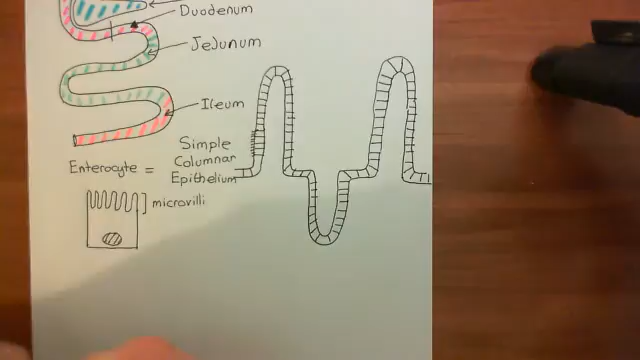 Duodenum
Jejunum
Ileum
Enterocyte = Simple
Columnar
Epithelium
microvilli